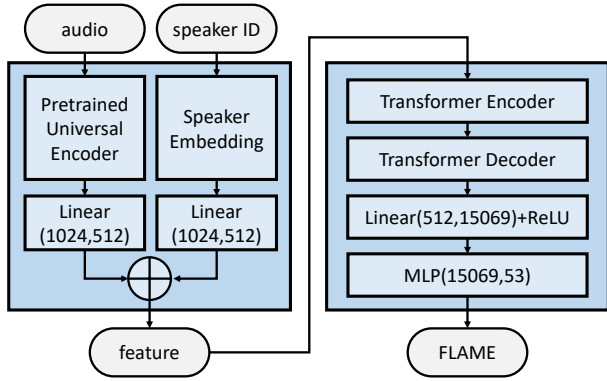 audio
speaker ID
Pretrained
Universal
Encoder
Speaker
Embedding
Linear
(1024,512)
Linear
(1024,512)
feature
Transformer Encoder
Transformer Decoder
Linear(512,15069)+ReLU
MLP(15069,53)
FLAME